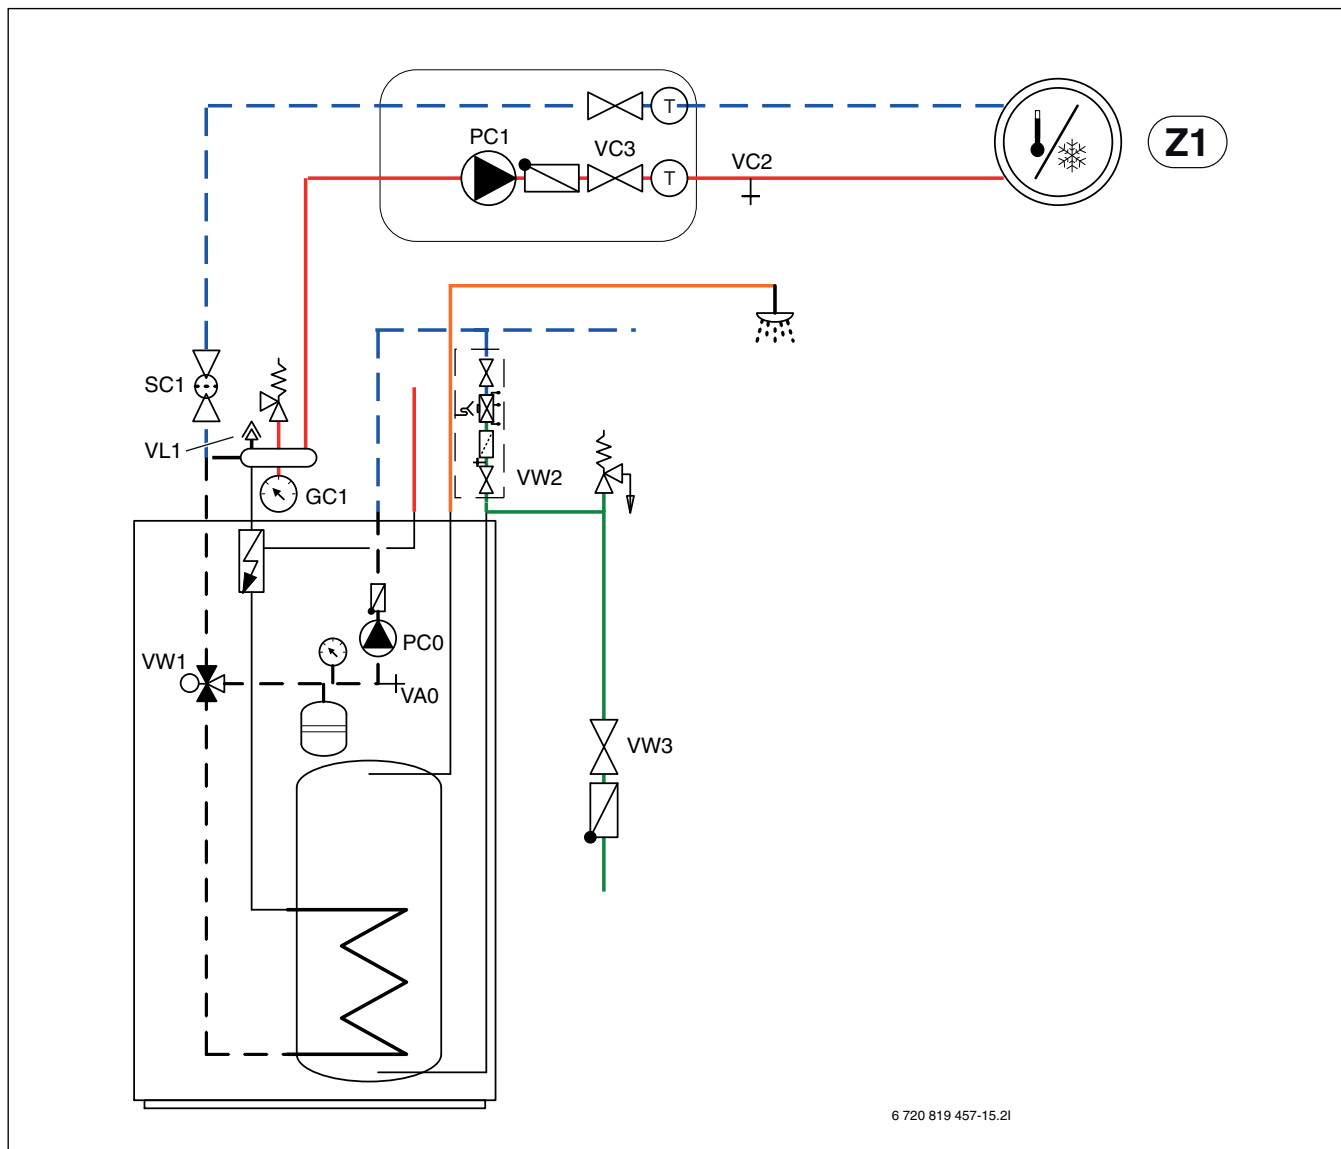 T
PC1
VC3
T
VC2
Z1
SC1
VL1
GC1
VW2
PC0
VW1
VA0
VW3
6 720 819 457-15.2I